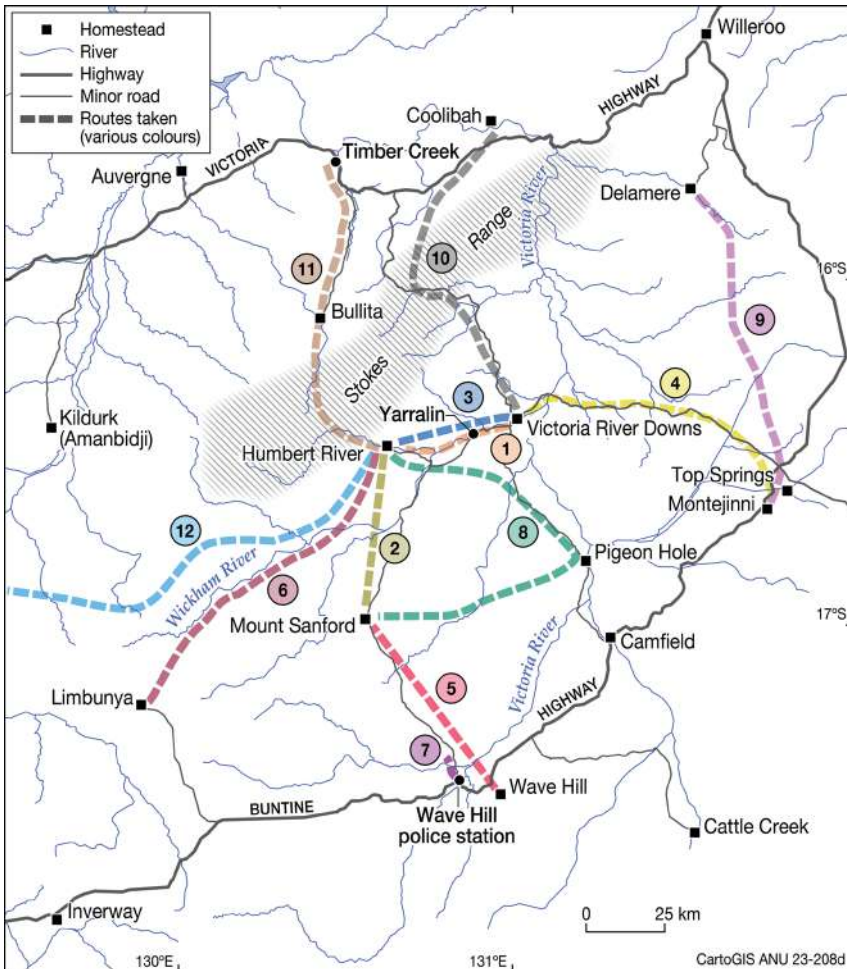 Homestead
River
Highway
Minor road
Routes taken
(various colours)
Willeroo
Coolibah
HIGHWAY
Timber Creek
VICTORIA
Auvergne
Delamere
Victoria River
Range
10
16°S
11
Bullita
9
Stokes
3
4
Kildurk
(Amanbidji)
Yarralin
Victoria River Downs
Humbert River
1
Top Springs
Montejinni
12
2
8
Pigeon Hole
Wickham River
6
17°S
Mount Sanford
Camfield
Victoria River
5
Limbunya
HIGHWAY
7
Wave Hill
BUNTINE
Wave Hill
police station
Cattle Creek
Inverway
0 25 km
130°E
131°E
CartoGIS ANU 23-208d